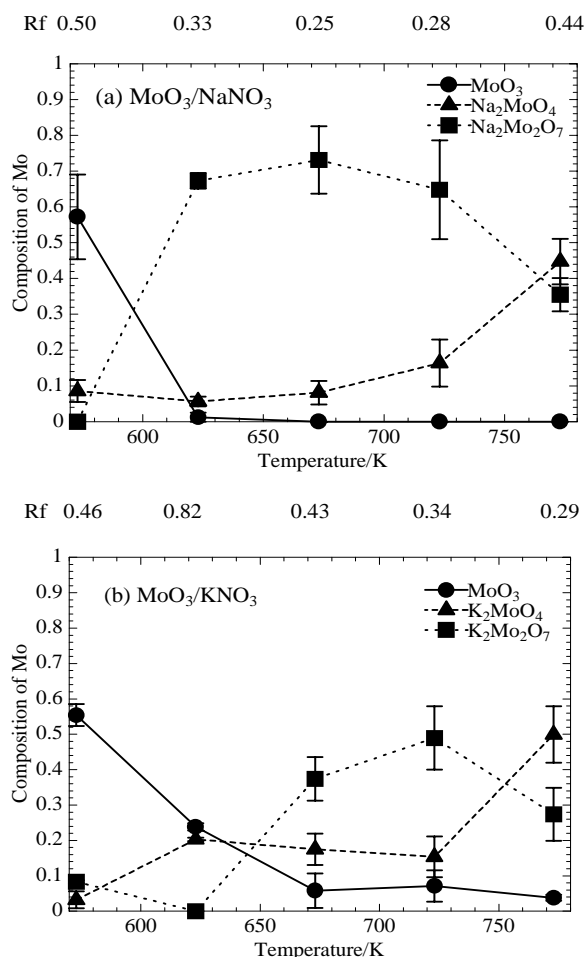 Rf 0.50 0.33 0.25 0.28 0.44
1
(a) MoO₃/NaNO₃
MoO₃
0.9
Na₂MoO₄
0.8
Na₂Mo₂O₇
0.7
0.6
0.5
0.4
0.3
0.2
0.1
0
Composition of Mo
600 650 700 750
Temperature/K
Rf 0.46 0.82 0.43 0.34 0.29
1
(b) MoO₃/KNO₃
MoO₃
0.9
K₂MoO₄
0.8
K₂Mo₂O₇
0.7
0.6
0.5
0.4
0.3
0.2
0.1
0
Composition of Mo
600 650 700 750
Temperature/K